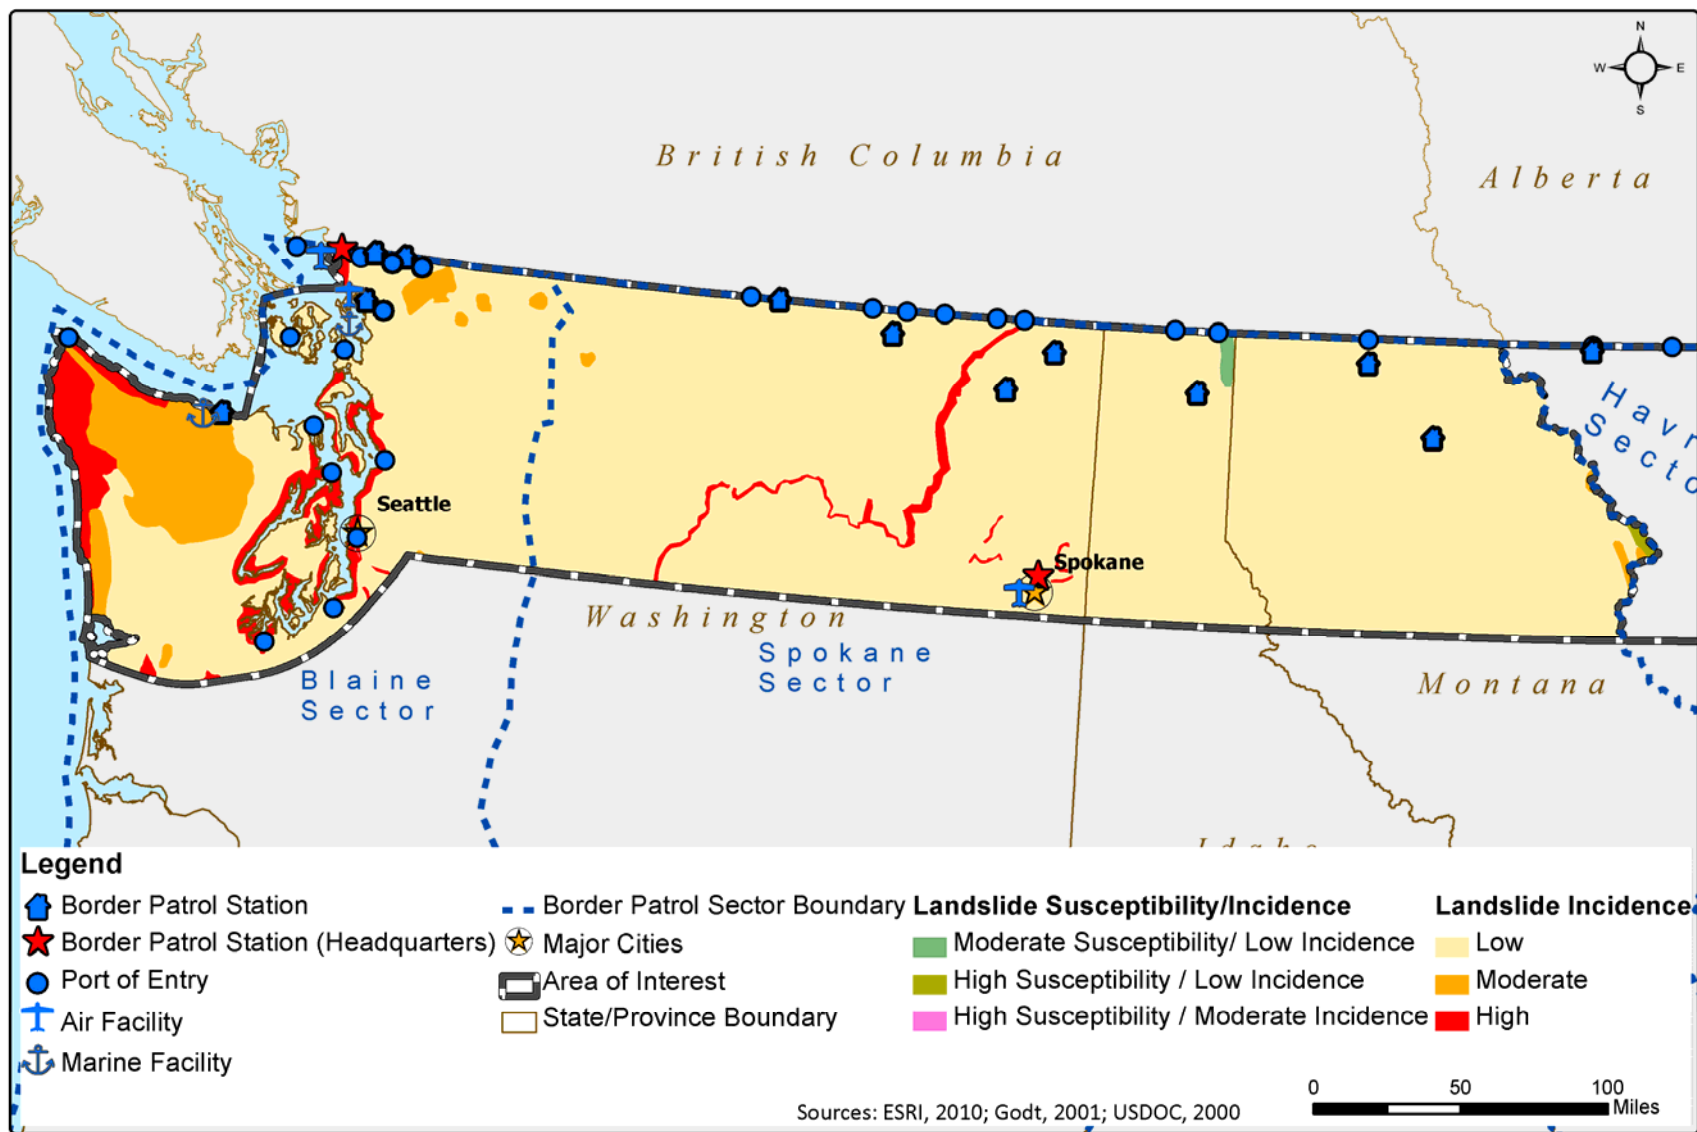 N
W E
S
British Columbia
Alberta
Havr
Secto
Seattle
Spokane
Washington
Spokane
Sector
Blaine
Sector
Montana
Idaho
Legend
Border Patrol Station
Border Patrol Station (Headquarters)
Port of Entry
Air Facility
Marine Facility
Border Patrol Sector Boundary
Major Cities
Area of Interest
State/Province Boundary
Landslide Susceptibility/Incidence
Moderate Susceptibility/ Low Incidence
High Susceptibility / Low Incidence
High Susceptibility / Moderate Incidence
Landslide Incidence
Low
Moderate
High
0 50 100
Miles
Sources: ESRI, 2010; Godt, 2001; USDOC, 2000